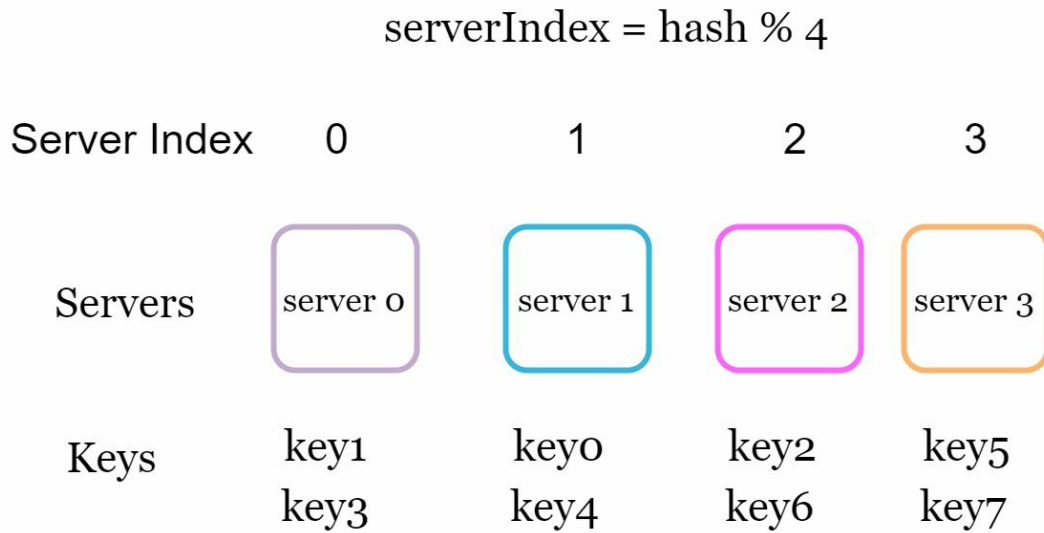 serverIndex = hash % 4
Server Index 0 1 2 3
Servers server 0 server 1 server 2 server 3
Keys key1 key0 key2 key5
key3 key4 key6 key7